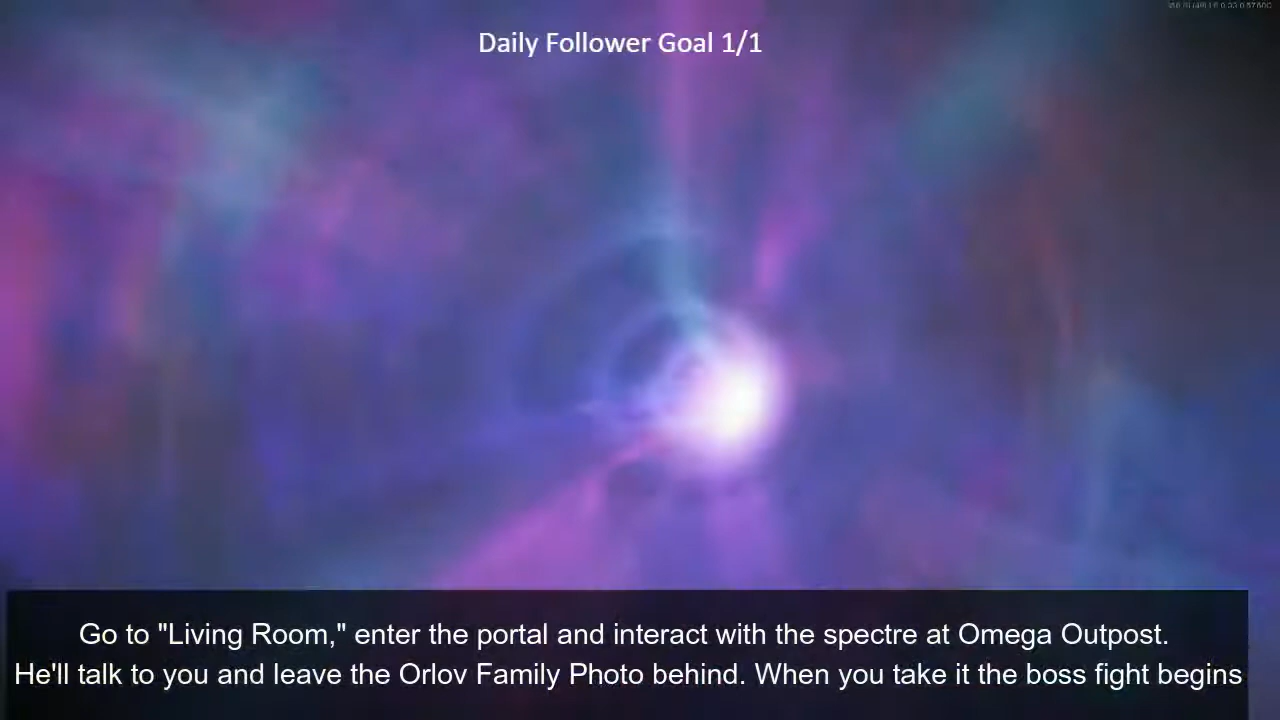 Daily Follower Goal 1/1
Go to "Living Room," enter the portal and interact with the spectre at Omega Outpost.
He'll talk to you and leave the Orlov Family Photo behind. When you take it the boss fight begins